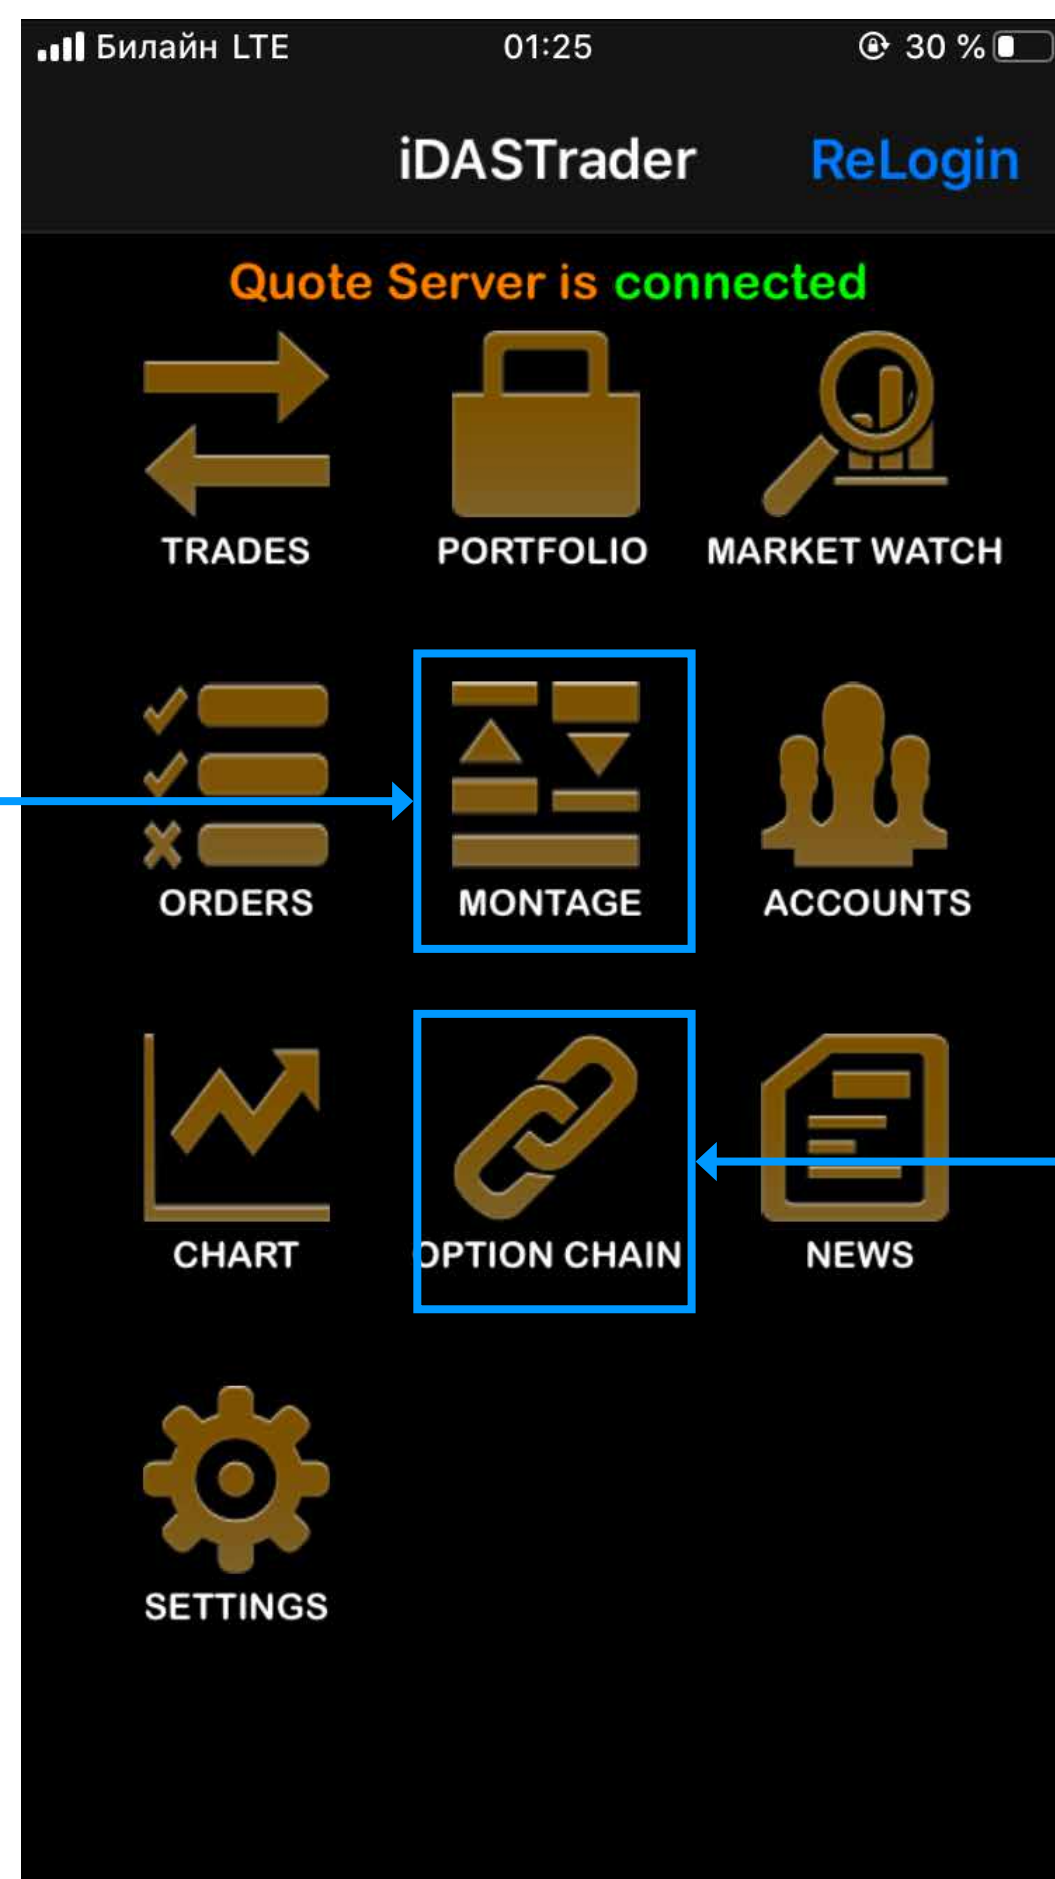 Билайн LTE 01:25 30 %
iDASTrader ReLogin
Quote Server is connected
TRADES PORTFOLIO MARKET WATCH
ORDERS MONTAGE ACCOUNTS
CHART OPTION CHAIN NEWS
SETTINGS